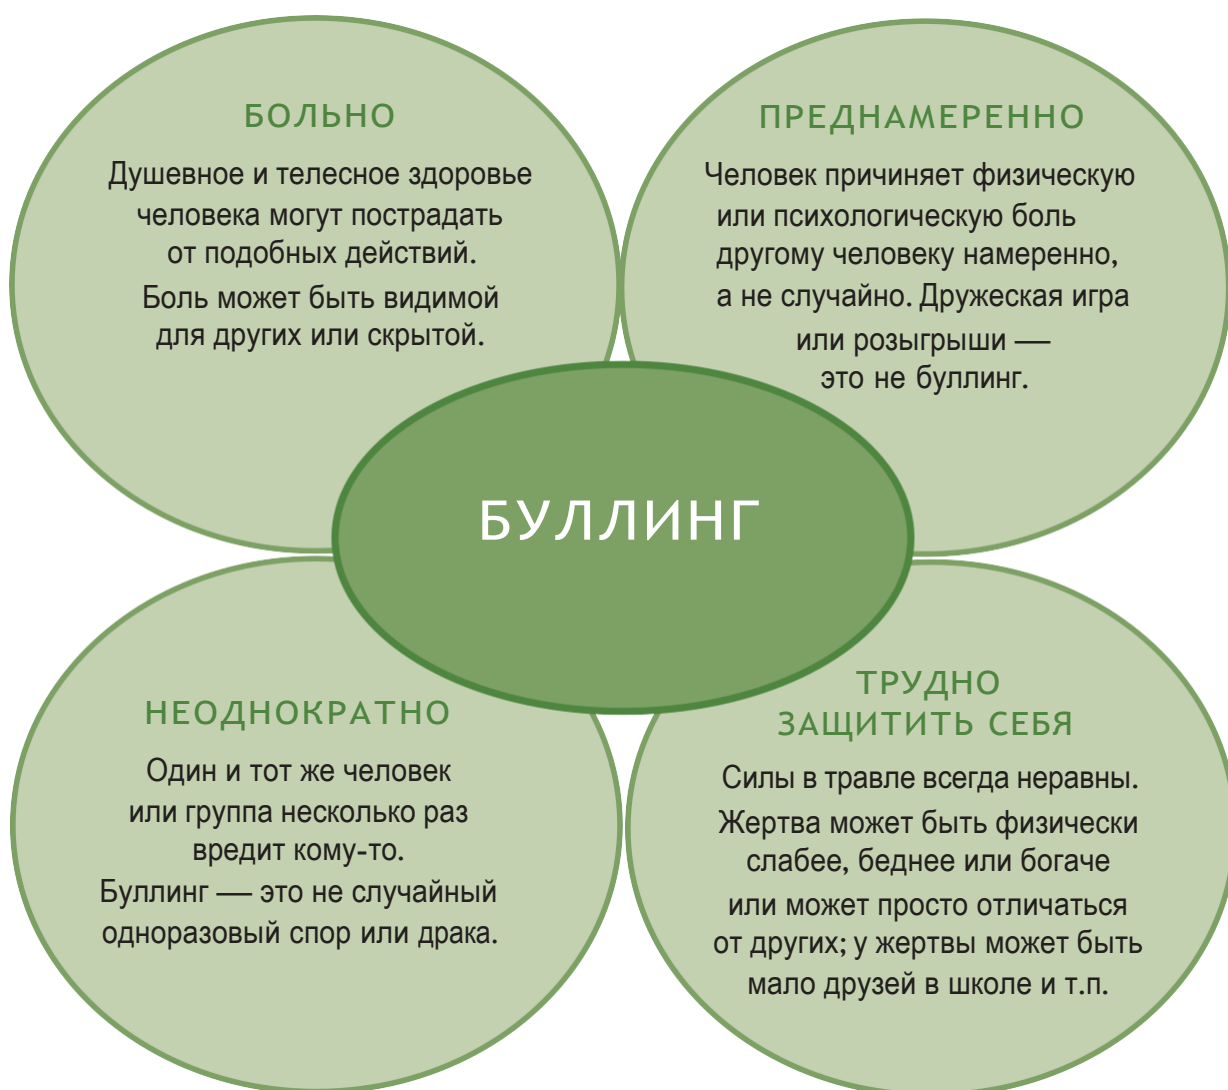 БОЛЬНО
Душевное и телесное здоровье
человека могут пострадать
от подобных действий.
Боль может быть видимой
для других или скрытой.
ПРЕДНАМЕРЕННО
Человек причиняет физическую
или психологическую боль
другому человеку намеренно,
а не случайно. Дружеская игра
или розыгрыши —
это не буллинг.
БУЛЛИНГ
НЕОДНОКРАТНО
Один и тот же человек
или группа несколько раз
вредит кому-то.
Буллинг — это не случайный
одноразовый спор или драка.
ТРУДНО
ЗАЩИТИТЬ СЕБЯ
Силы в травле всегда неравны.
Жертва может быть физически
слабее, беднее или богаче
или может просто отличаться
от других; у жертвы может быть
мало друзей в школе и т.п.